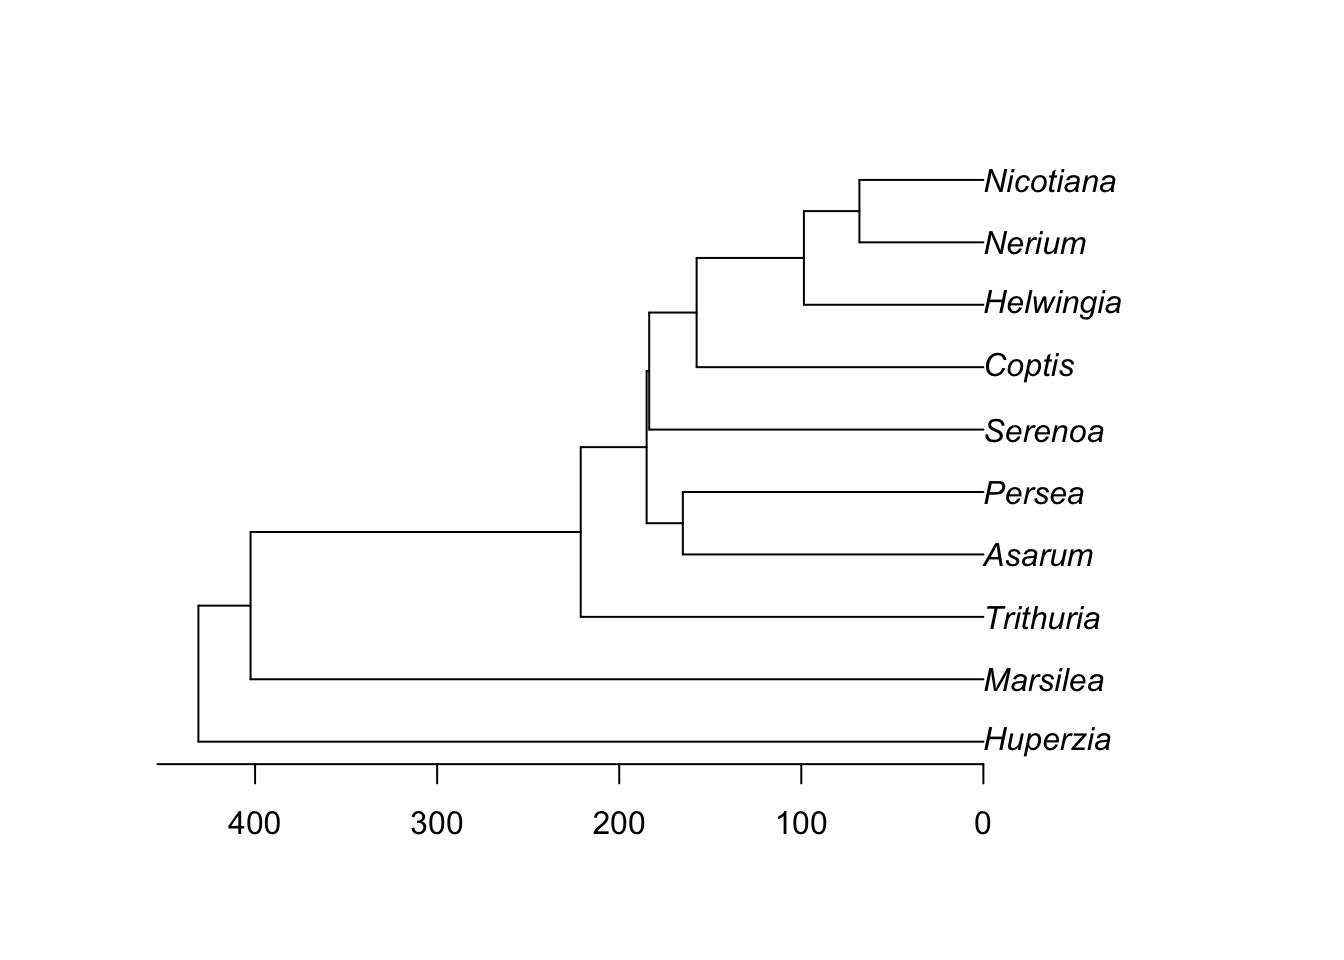 Nicotiana
Nerium
Helwingia
Coptis
Serenoa
Persea
Asarum
Trithuria
Marsilea
Huperzia
400 300 200 100 0